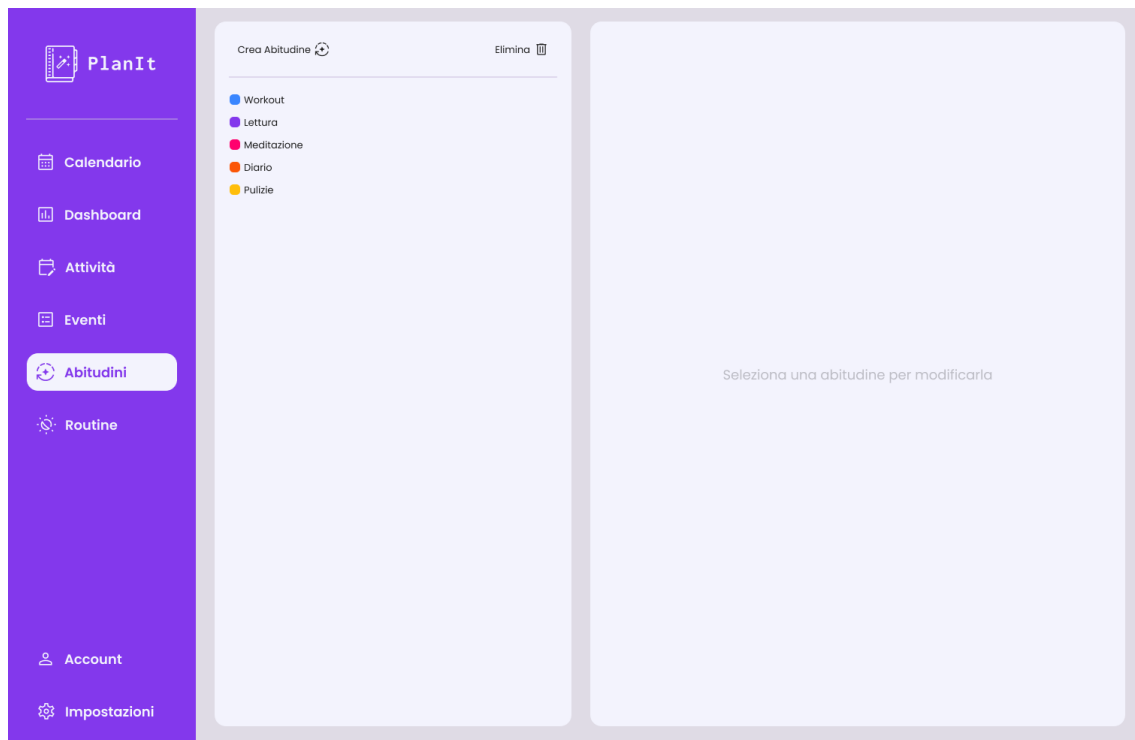 PlanIt
Calendario
Dashboard
Attività
Eventi
Abitudini
Routine
Account
Impostazioni
Crea Abitudine
Elimina
Workout
Lettura
Meditazione
Diario
Pulizie
Seleziona una abitudine per modificarla